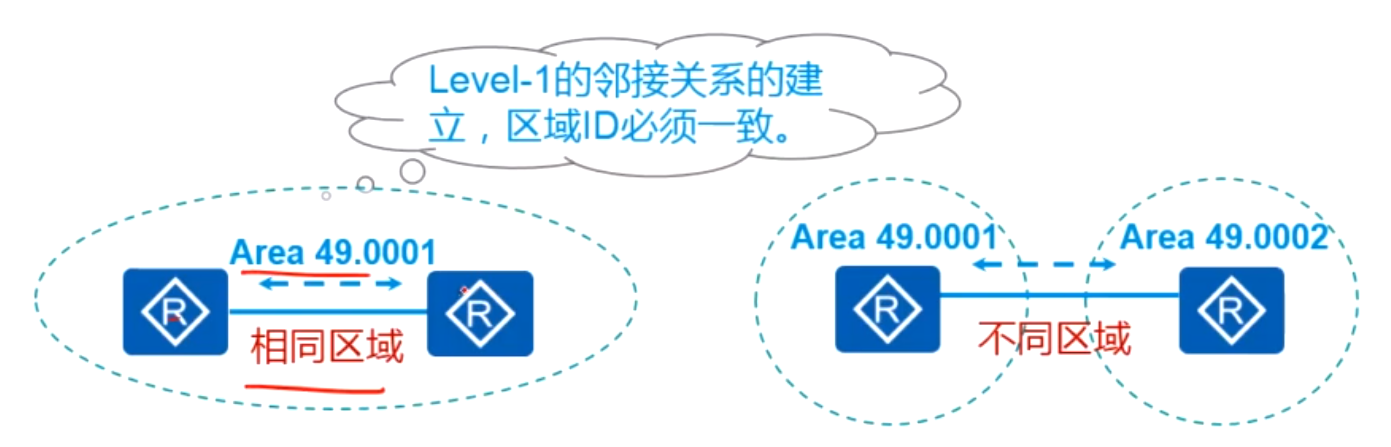 Level-1的邻接关系的建
立，区域ID必须一致。
Area 49.0001
R
R
相同区域
Area 49.0001
Area 49.0002
R
R
不同区域